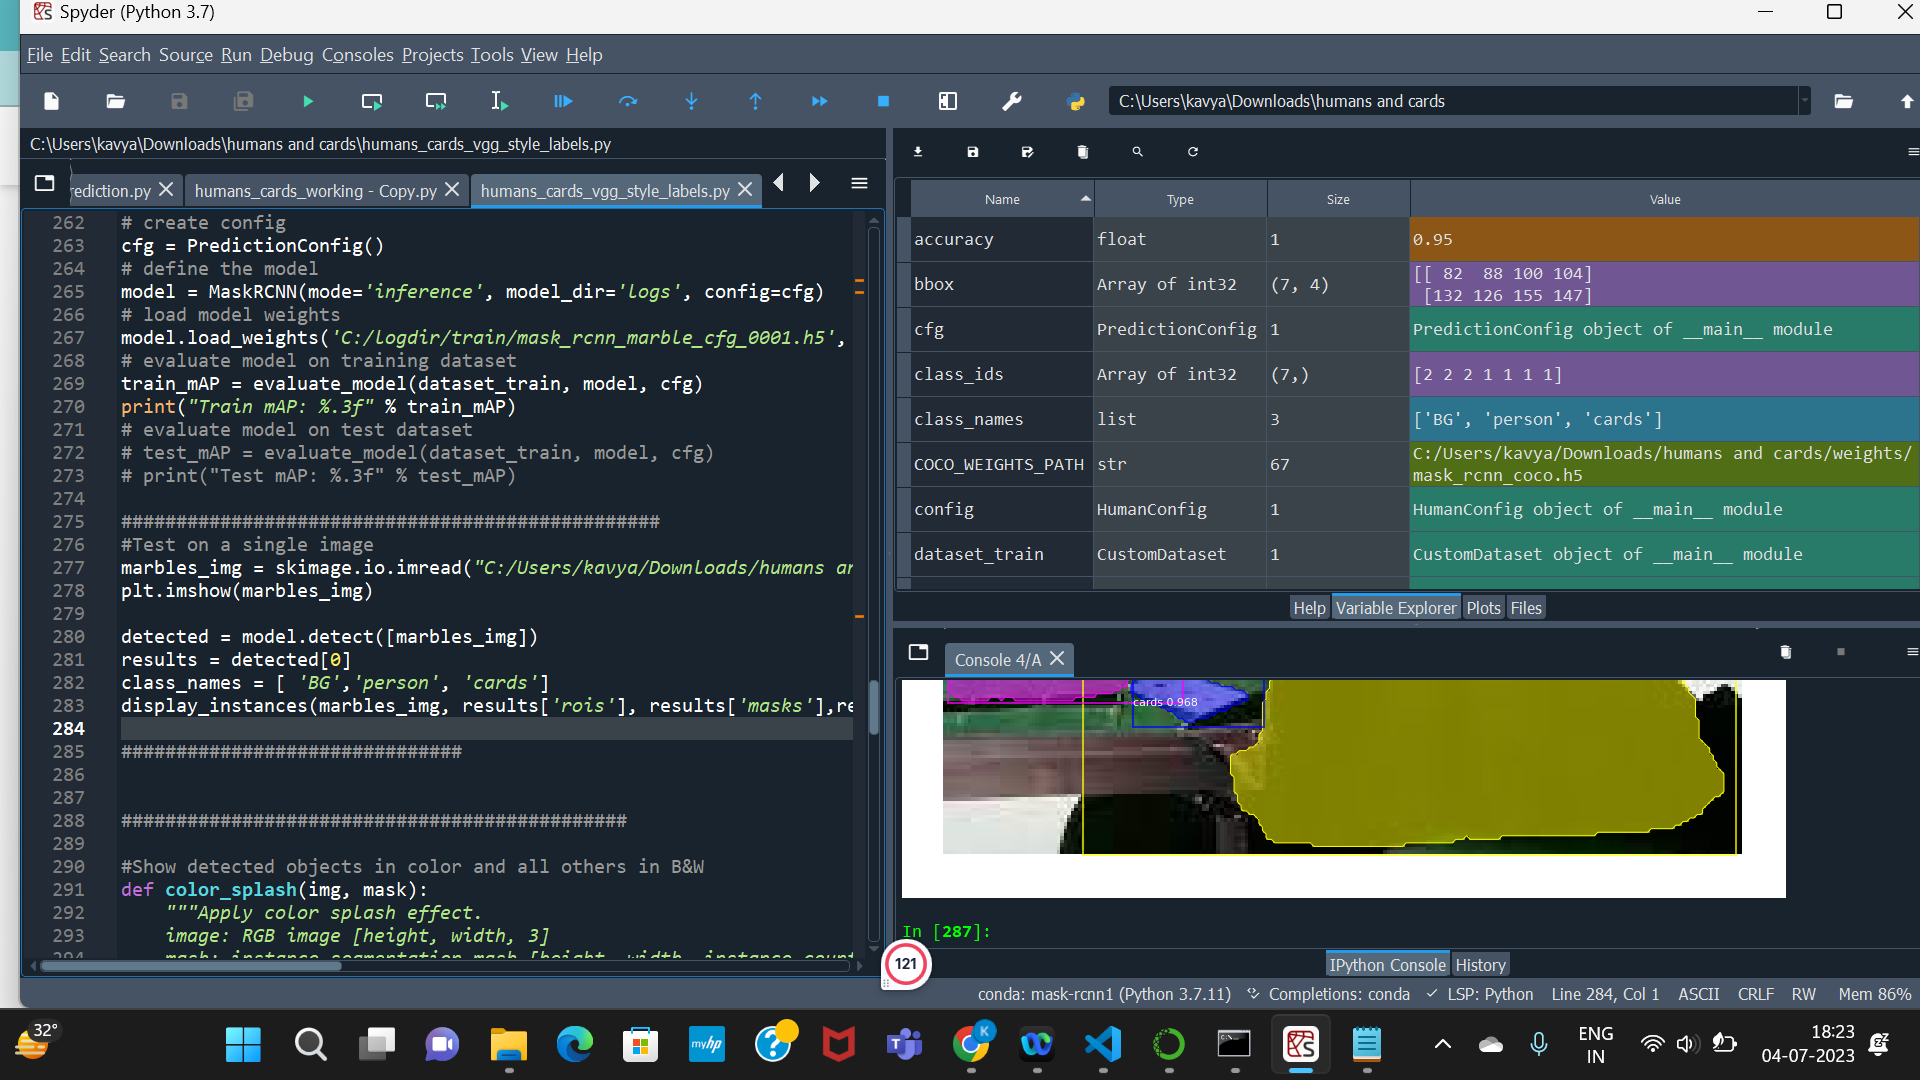 Spyder (Python 3.7)
File Edit Search Source Run Debug Consoles Projects Tools View Help
C:\Users\kavya\Downloads\humans and cards
C:\Users\kavya\Downloads\humans and cards\humans_cards_vgg_style_labels.py
rediction.py humans_cards_working - Copy.py humans_cards_vgg_style_labels.py
262 # create config
263 cfg = PredictionConfig()
264 # define the model
265 model = MaskRCNN(mode='inference', model_dir='logs', config=cfg)
266 # load model weights
267 model.load_weights('C:/logdir/train/mask_rcnn_marble_cfg_0001.h5',
268 # evaluate model on training dataset
269 train_mAP = evaluate_model(dataset_train, model, cfg)
270 print("Train mAP: %.3f" % train_mAP)
271 # evaluate model on test dataset
272 # test_mAP = evaluate_model(dataset_train, model, cfg)
273 # print("Test mAP: %.3f" % test_mAP)
274
275 #################################################
276 #Test on a single image
277 marbles_img = skimage.io.imread("C:/Users/kavya/Downloads/humans ar
278 plt.imshow(marbles_img)
279
280 detected = model.detect([marbles_img])
281 results = detected[0]
282 class_names = [ 'BG','person', 'cards']
283 display_instances(marbles_img, results['rois'], results['masks'],re
284
285 ###############################
286
287
288 ##############################################
289
290 #Show detected objects in color and all others in B&W
291 def color_splash(img, mask):
292 """Apply color splash effect.
293 image: RGB image [height, width, 3]
294 mask: instance segmentation mask [height, width, instance count
Name Type Size Value
accuracy float 1 0.95
bbox Array of int32 (7, 4) [[ 82  88 100 104]
[132 126 155 147]
cfg PredictionConfig 1 PredictionConfig object of __main__ module
class_ids Array of int32 (7,) [2 2 2 1 1 1 1]
class_names list 3 ['BG', 'person', 'cards']
COCO_WEIGHTS_PATH str 67 C:/Users/kavya/Downloads/humans and cards/weights/
mask_rcnn_coco.h5
config HumanConfig 1 HumanConfig object of __main__ module
dataset_train CustomDataset 1 CustomDataset object of __main__ module
Help Variable Explorer Plots Files
Console 4/A
cards 0.968
In [287]:
121
IPython Console History
conda: mask-rcnn1 (Python 3.7.11) Completions: conda LSP: Python Line 284, Col 1 ASCII CRLF RW Mem 86%
32°
myhp
K
ENG
IN
18:23
04-07-2023